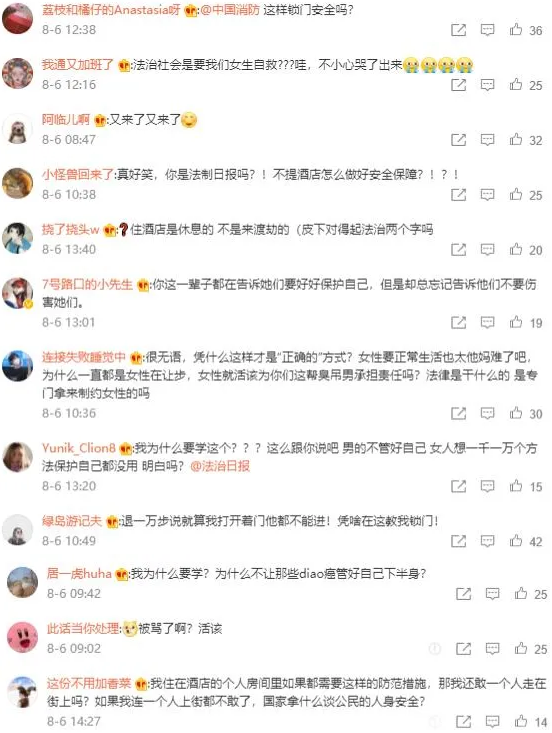 荔枝和橘仔的Anastasia呀:@中国消防 这样锁门安全吗?
8-6 12:38
36
我通又加班了:法治社会是要我们女生自救???哇，不小心哭了出来
8-6 12:16
25
阿临儿啊:又来了又来了
8-6 08:47
32
小怪兽回来了:真好笑，你是法制日报吗？！不提酒店怎么做好安全保障？！？！
8-6 10:38
25
挠了挠头w:❓住酒店是休息的 不是来渡劫的（皮下对得起法治两个字吗
8-6 13:40
20
7号路口的小先生:你这一辈子都在告诉她们要好好保护自己，但是却总忘记告诉他们不要伤
害她们。
8-6 13:01
19
连接失败睡觉中:很无语，凭什么这样才是“正确的”方式？女性要正常生活也太他妈难了吧，
为什么一直都是女性在让步，女性就活该为你们这帮臭吊男承担责任吗？法律是干什么的 是专
门拿来制约女性的吗
8-6 10:36
30
Yunik_Clion8:我为什么要学这个？？？这么跟你说吧 男的不管好自己 女人想一千一万个方
法保护自己都没用 明白吗？@法治日报
8-6 13:20
15
绿岛游记夫:退一万步说就算我打开着门他都不能进！凭啥在这教我锁门！
8-6 10:49
42
居一虎huha:我为什么要学？为什么不让那些diao癌管好自己下半身？
8-6 09:42
25
此话当你处理:被骂了啊？活该
8-6 09:02
25
这份不用加香菜:我住在酒店的个人房间里如果都需要这样的防范措施，那我还敢一个人走在
街上吗？如果我连一个人上街都不敢了，国家拿什么谈公民的人身安全？
8-6 14:27
14